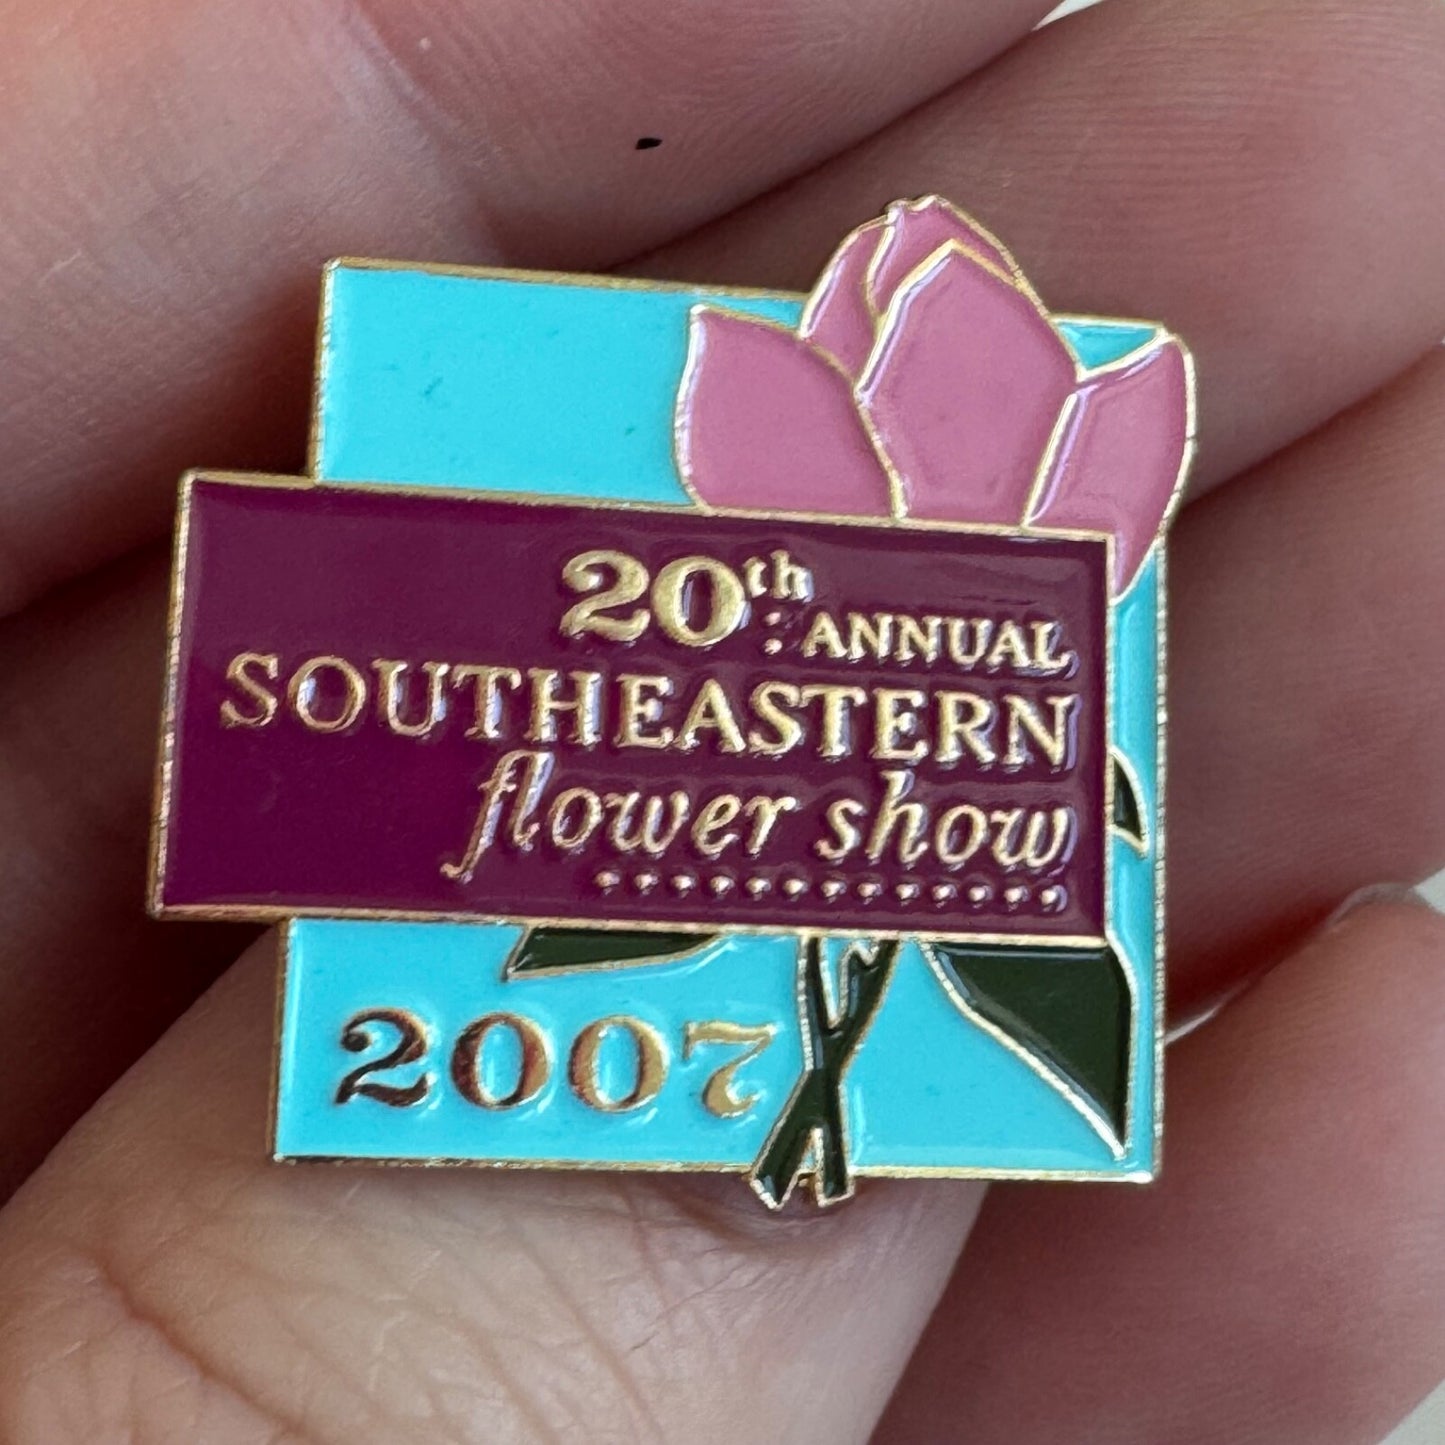 20th ANNUAL
SOUTHEASTERN
flower show
2007